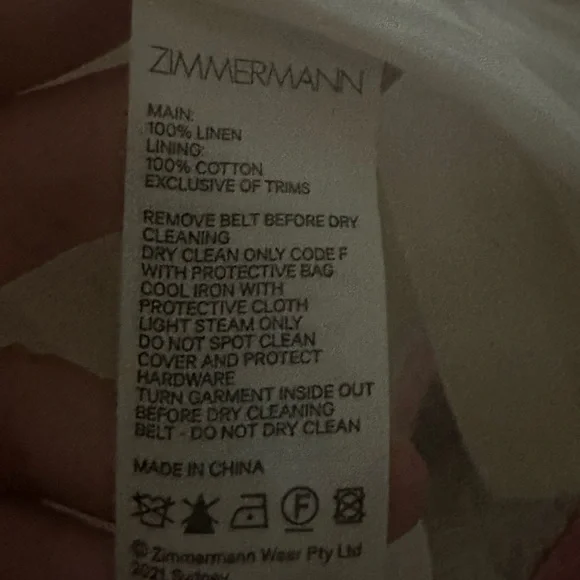 ZIMMERMANN
MAIN:
100% LINEN
LINING:
100% COTTON
EXCLUSIVE OF TRIMS
REMOVE BELT BEFORE DRY
CLEANING
DRY CLEAN ONLY CODE F
WITH PROTECTIVE BAG
COOL IRON WITH
PROTECTIVE CLOTH
LIGHT STEAM ONLY
DO NOT SPOT CLEAN
COVER AND PROTECT
HARDWARE
TURN GARMENT INSIDE OUT
BEFORE DRY CLEANING
BELT - DO NOT DRY CLEAN
MADE IN CHINA
F
© Zimmermann Wear Pty Ltd
2021 Sydney